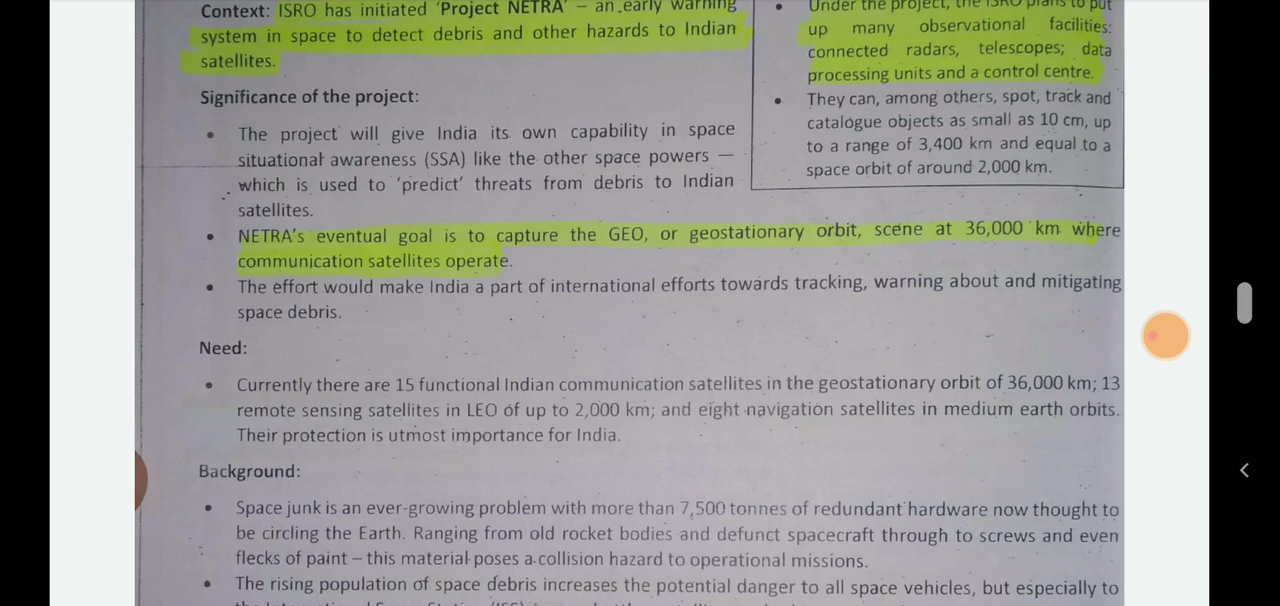 Context: ISRO has initiated 'Project NETRA' – an early warning
system in space to detect debris and other hazards to Indian
satellites.
Significance of the project:
• The project will give India its own capability in space
situational awareness (SSA) like the other space powers —
which is used to 'predict' threats from debris to Indian
satellites.
Under the project, the ISRO plans to put
up many observational facilities:
connected radars, telescopes; data
processing units and a control centre.
• They can, among others, spot, track and
catalogue objects as small as 10 cm, up
to a range of 3,400 km and equal to a
space orbit of around 2,000 km.
• NETRA's eventual goal is to capture the GEO, or geostationary orbit, scene at 36,000 km where
communication satellites operate.
• The effort would make India a part of international efforts towards tracking, warning about and mitigating
space debris.
Need:
• Currently there are 15 functional Indian communication satellites in the geostationary orbit of 36,000 km; 13
remote sensing satellites in LEO of up to 2,000 km; and eight navigation satellites in medium earth orbits.
Their protection is utmost importance for India.
Background:
• Space junk is an ever-growing problem with more than 7,500 tonnes of redundant hardware now thought to
be circling the Earth. Ranging from old rocket bodies and defunct spacecraft through to screws and even
flecks of paint – this material poses a collision hazard to operational missions.
• The rising population of space debris increases the potential danger to all space vehicles, but especially to